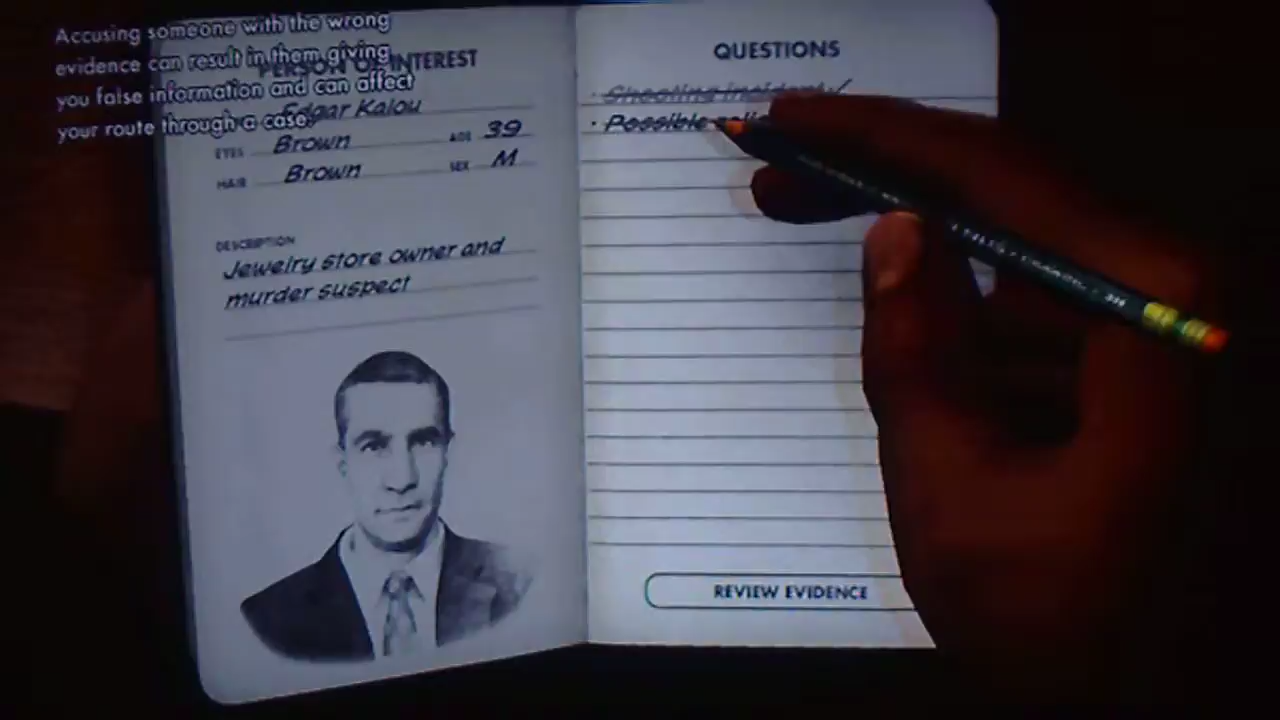 Accusing someone with the wrong
evidence can result in them giving
you false information and can affect
your route through a case.
PERSON OF INTEREST
Edgar Kalou
EYES Brown AGE 39
HAIR Brown SEX M
DESCRIPTION
Jewelry store owner and
murder suspect
QUESTIONS
Shooting incident ✓
Possible
REVIEW EVIDENCE